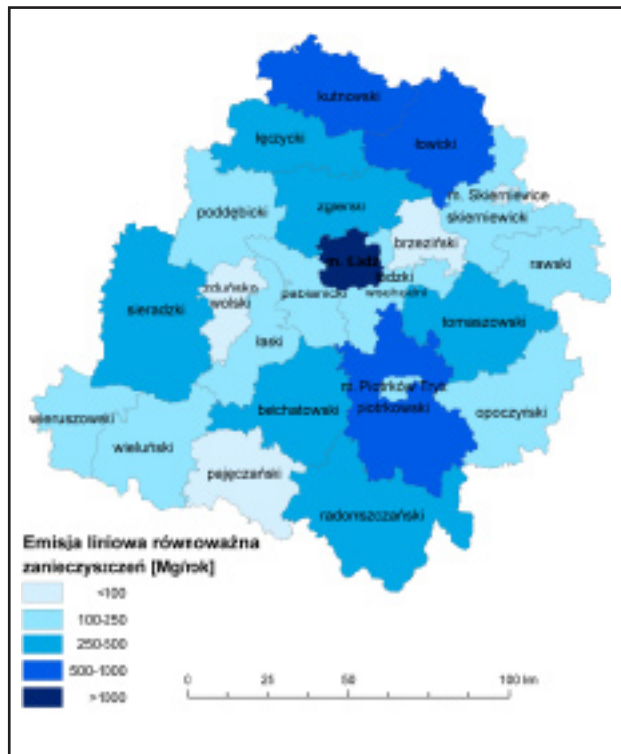 kutnowski
łęczycki
łowicki
m. Skierniewice
poddębicki
zgierski
skierniewicki
brzeziński
m. Łódź
rawski
łódzki
wschodni
zduńsko
wolski
pabianicki
sieradzki
tomaszowski
łaski
m. Piotrków Tryb.
piotrkowski
bełchatowski
opoczyński
wieruszowski
wieluński
pajęczański
radomszczański
Emisja liniowa równoważna
zanieczyszczeń [Mg/rok]
<100
100-250
250-500
500-1000
>1000
0 25 50 100 km